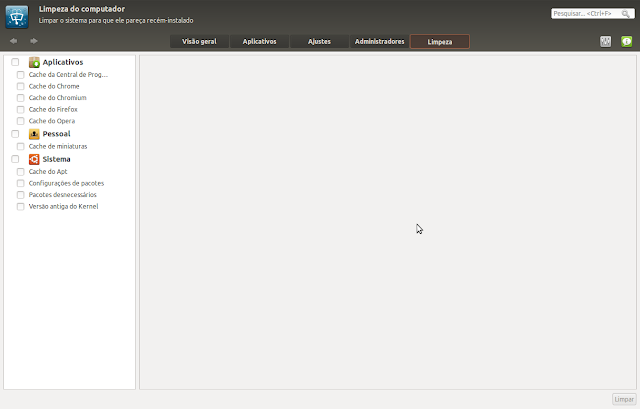 Limpeza do computador
Limpar o sistema para que ele pareça recém-instalado
Pesquisar... <Ctrl+F>
Visão geral
Aplicativos
Ajustes
Administradores
Limpeza
Aplicativos
Cache da Central de Prog...
Cache do Chrome
Cache do Chromium
Cache do Firefox
Cache do Opera
Pessoal
Cache de miniaturas
Sistema
Cache do Apt
Configurações de pacotes
Pacotes desnecessários
Versão antiga do Kernel
Limpar